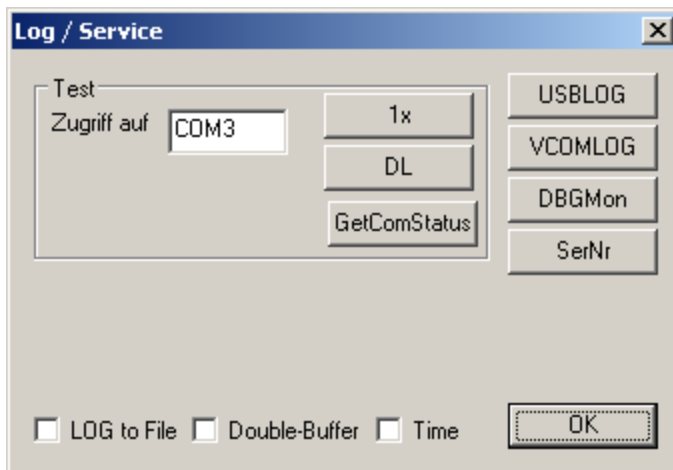 Log / Service
Test
Zugriff auf COM3
1x
DL
GetComStatus
USBLOG
VCOMLOG
DBGMon
SerNr
LOG to File Double-Buffer Time
OK